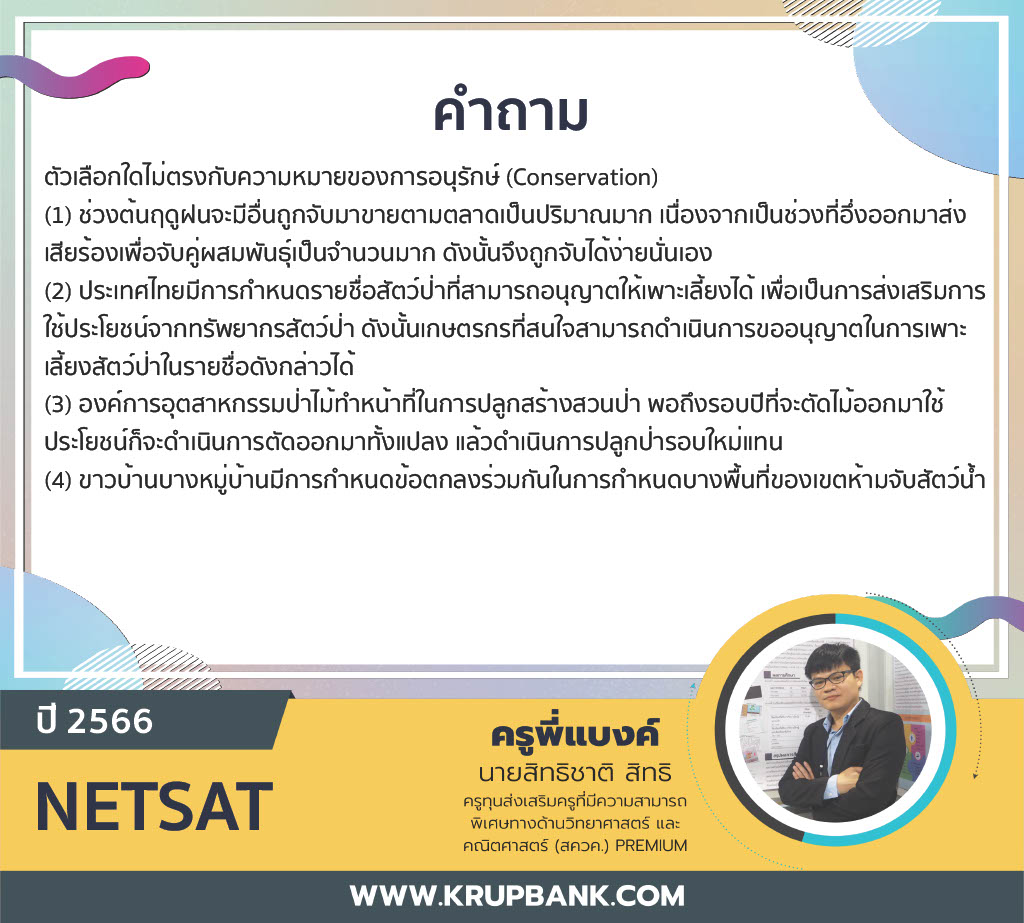 คำถาม
ตัวเลือกใดไม่ตรงกับความหมายของการอนุรักษ์ (Conservation)
(1) ช่วงต้นฤดูฝนจะมีอื่นถูกจับมาขายตามตลาดเป็นปริมาณมาก เนื่องจากเป็นช่วงที่อึ่งออกมาส่ง
เสียร้องเพื่อจับคู่ผสมพันธุ์เป็นจำนวนมาก ดังนั้นจึงถูกจับได้ง่ายนั่นเอง
(2) ประเทศไทยมีการกำหนดรายชื่อสัตว์ป่าที่สามารถอนุญาตให้เพาะเลี้ยงได้ เพื่อเป็นการส่งเสริมการ
ใช้ประโยชน์จากทรัพยากรสัตว์ป่า ดังนั้นเกษตรกรที่สนใจสามารถดำเนินการขออนุญาตในการเพาะ
เลี้ยงสัตว์ป่าในรายชื่อดังกล่าวได้
(3) องค์การอุตสาหกรรมป่าไม้ทำหน้าที่ในการปลูกสร้างสวนป่า พอถึงรอบปีที่จะตัดไม้ออกมาใช้
ประโยชน์ก็จะดำเนินการตัดออกมาทั้งแปลง แล้วดำเนินการปลูกป่ารอบใหม่แทน
(4) ขาวบ้านบางหมู่บ้านมีการกำหนดข้อตกลงร่วมกันในการกำหนดบางพื้นที่ของเขตห้ามจับสัตว์น้ำ
ปี 2566
NETSAT
ครูพี่แบงค์
นายสิทธิชาติ สิทธิ
ครูทุนส่งเสริมครูที่มีความสามารถ
พิเศษทางด้านวิทยาศาสตร์ และ
คณิตศาสตร์ (สควค.) PREMIUM
WWW.KRUPBANK.COM